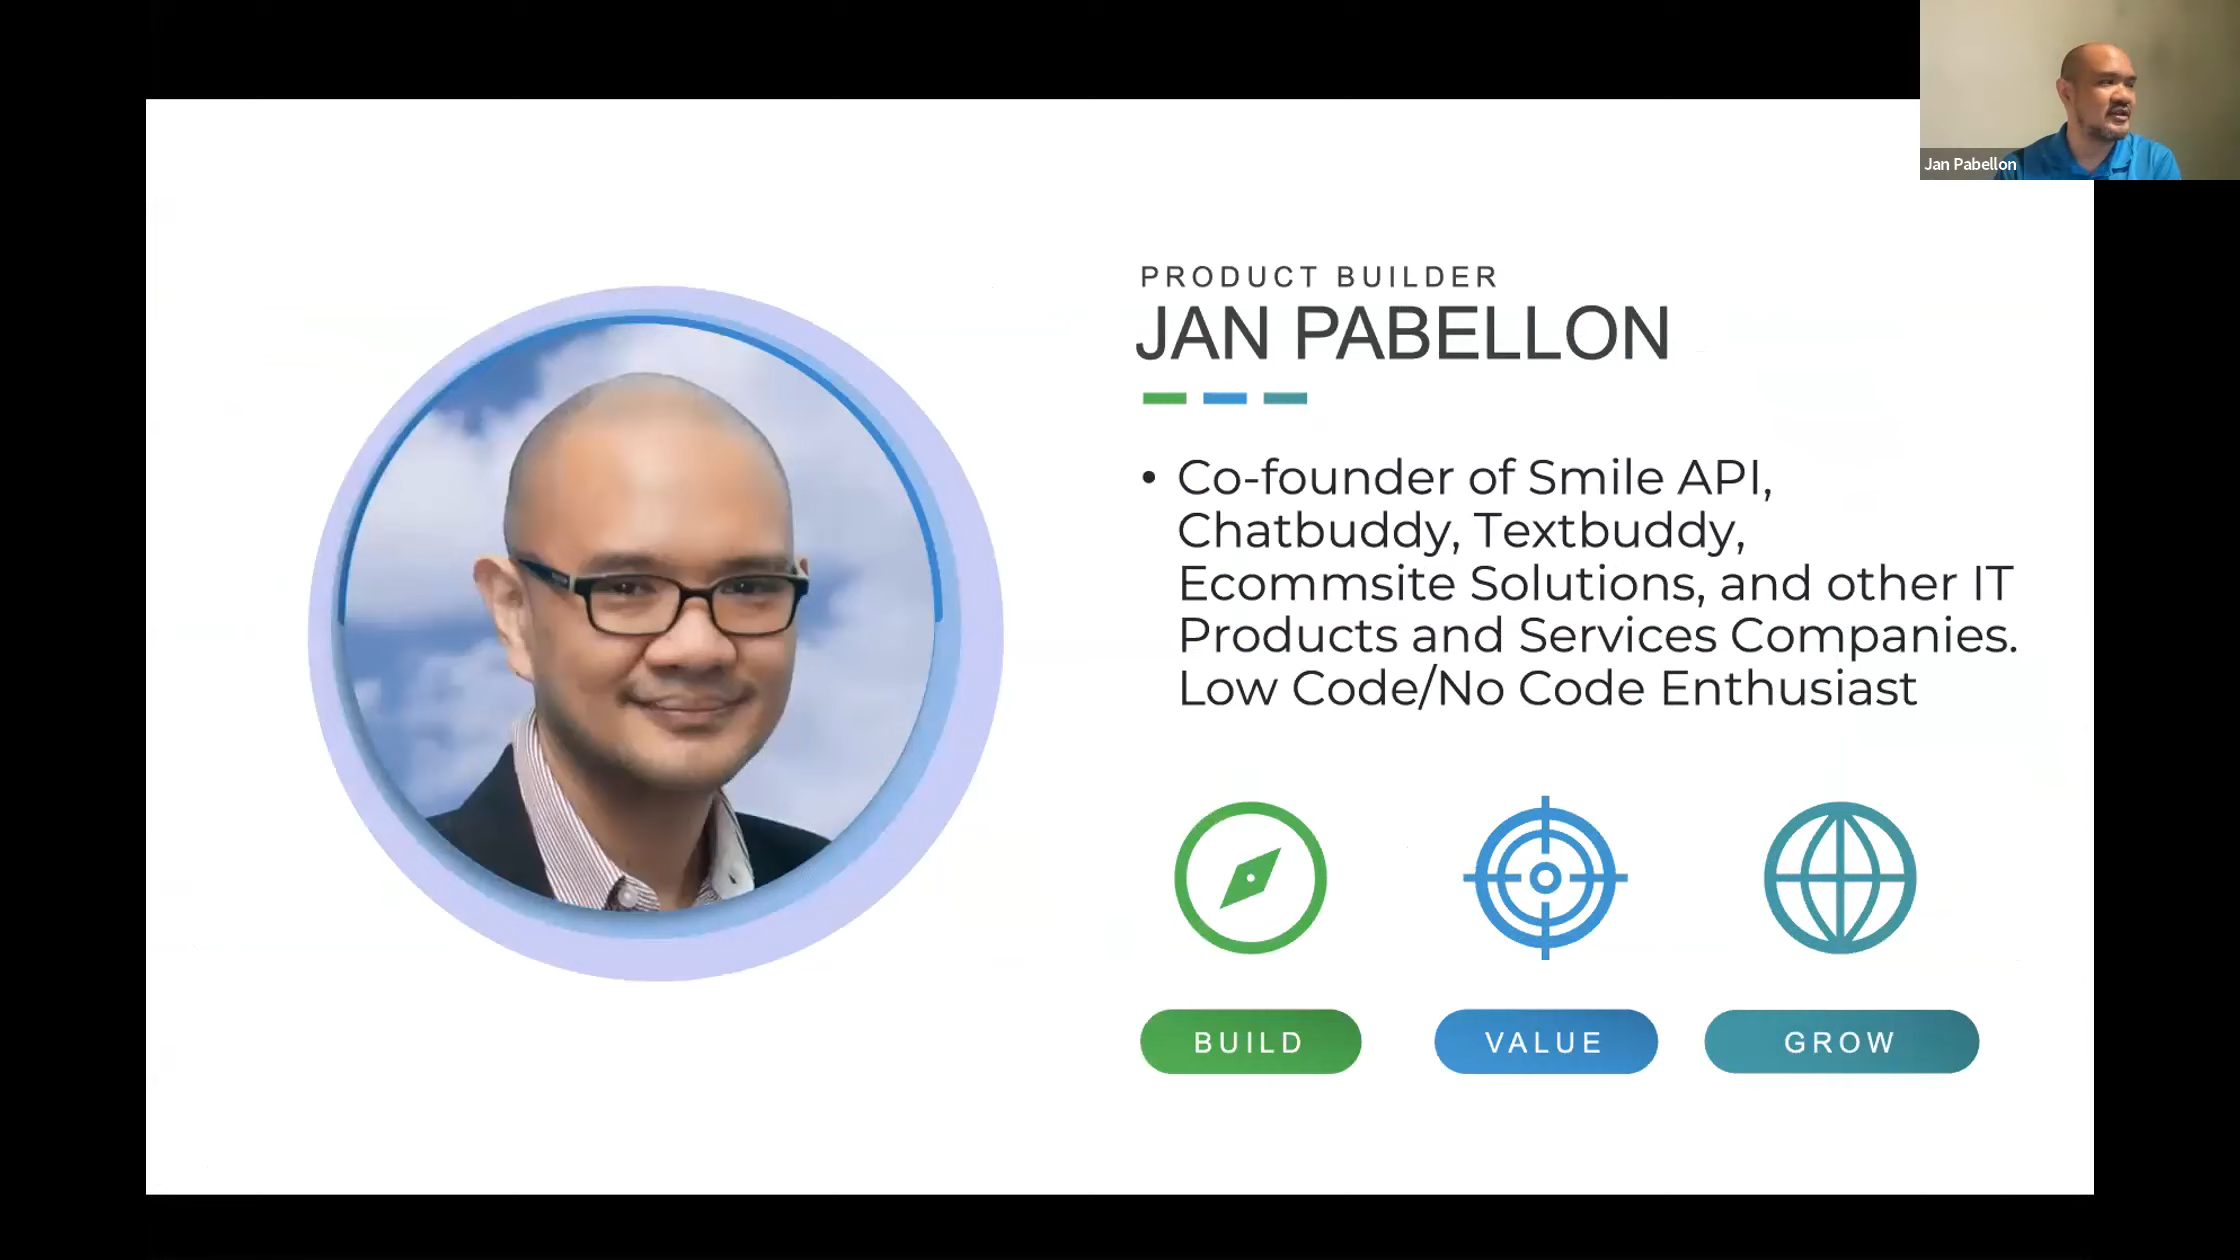 Jan Pabellon
PRODUCT BUILDER
JAN PABELLON
• Co-founder of Smile API,
Chatbuddy, Textbuddy,
Ecommsite Solutions, and other IT
Products and Services Companies.
Low Code/No Code Enthusiast
BUILD
VALUE
GROW